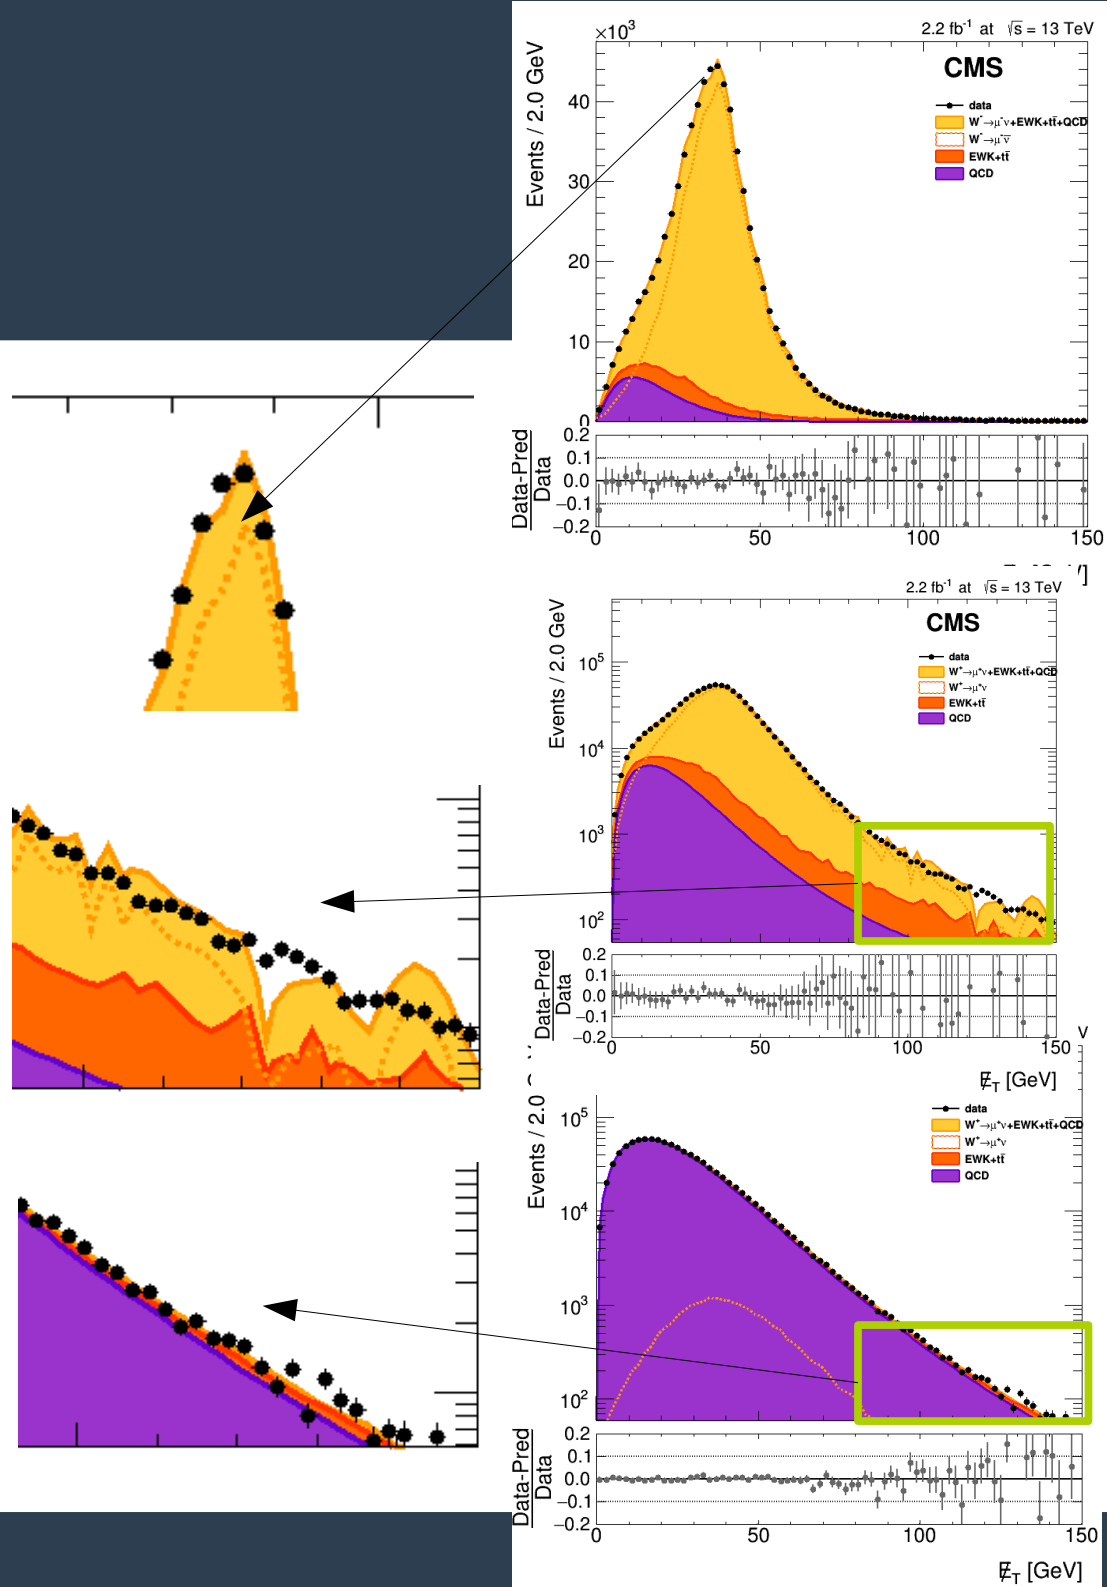 2.2 fb⁻¹ at √s = 13 TeV
×10³
CMS
Events / 2.0 GeV
data
W⁻→μ⁻ν+EWK+tt̄+QCD
W⁻→μ⁻ν̄
EWK+tt̄
QCD
40
30
20
10
0
Data-Pred
Data
0.2
0.1
0.0
−0.1
−0.2
0 50 100 150
2.2 fb⁻¹ at √s = 13 TeV
CMS
Events / 2.0 GeV
data
W⁺→μ⁺ν+EWK+tt̄+QCD
W⁺→μ⁺ν
EWK+tt̄
QCD
10⁵
10⁴
10³
10²
Data-Pred
Data
0.2
0.1
0.0
−0.1
−0.2
0 50 100 150
E̸_T [GeV]
V
Events / 2.0
data
W⁺→μ⁺ν+EWK+tt̄+QCD
W⁺→μ⁺ν
EWK+tt̄
QCD
10⁵
10⁴
10³
10²
Data-Pred
Data
0.2
0.1
0.0
−0.1
−0.2
0 50 100 150
E̸_T [GeV]